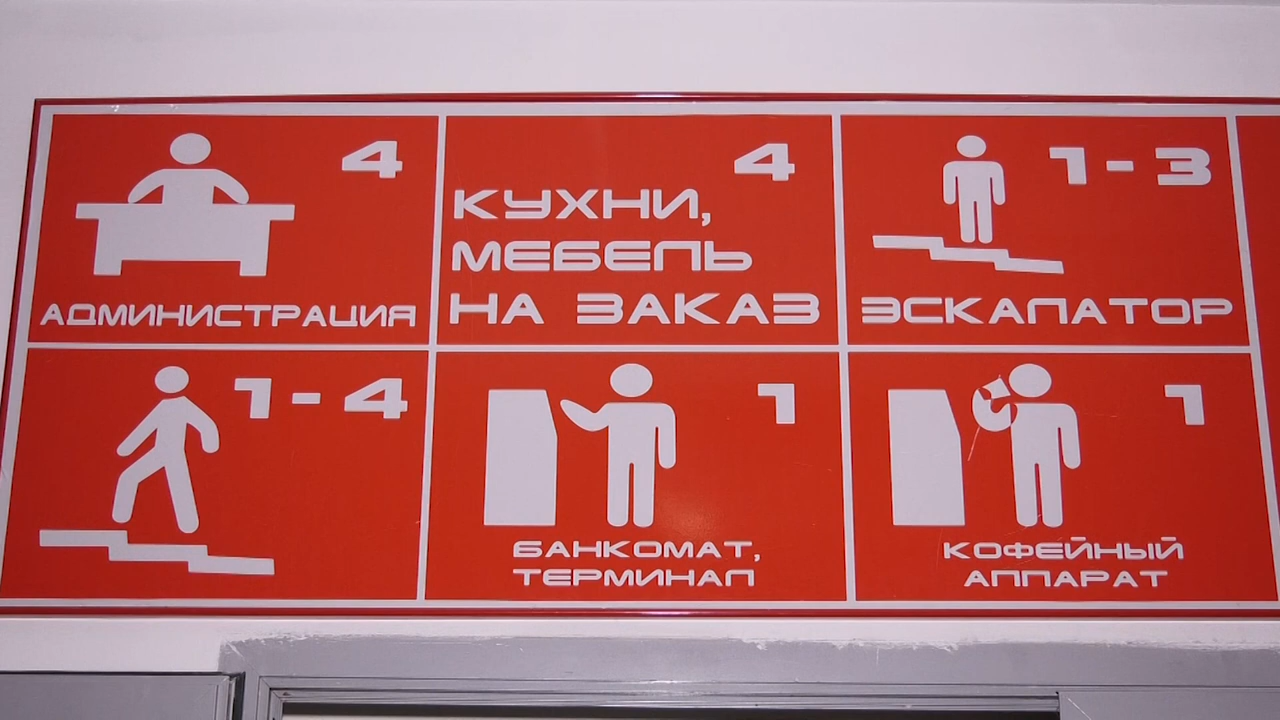 4
АДМИНИСТРАЦИЯ
4
КУХНИ,
МЕБЕЛЬ
НА ЗАКАЗ
1-3
ЭСКАЛАТОР
1-4
1
БАНКОМАТ,
ТЕРМИНАЛ
1
КОФЕЙНЫЙ
АППАРАТ